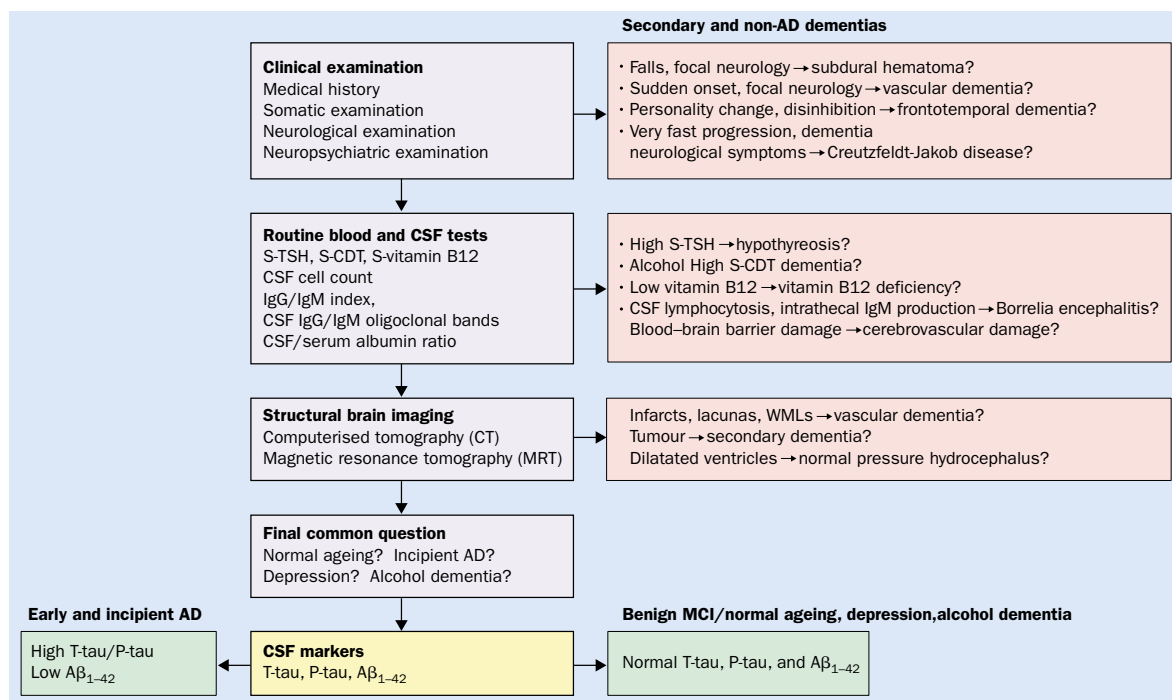 Secondary and non-AD dementias
Clinical examination
Medical history
Somatic examination
Neurological examination
Neuropsychiatric examination
· Falls, focal neurology→subdural hematoma?
· Sudden onset, focal neurology→vascular dementia?
· Personality change, disinhibition→frontotemporal dementia?
· Very fast progression, dementia
neurological symptoms→Creutzfeldt-Jakob disease?
Routine blood and CSF tests
S-TSH, S-CDT, S-vitamin B12
CSF cell count
IgG/IgM index,
CSF IgG/IgM oligoclonal bands
CSF/serum albumin ratio
· High S-TSH→hypothyreosis?
· Alcohol High S-CDT dementia?
· Low vitamin B12→vitamin B12 deficiency?
· CSF lymphocytosis, intrathecal IgM production→Borrelia encephalitis?
Blood–brain barrier damage→cerebrovascular damage?
Structural brain imaging
Computerised tomography (CT)
Magnetic resonance tomography (MRT)
Infarcts, lacunas, WMLs→vascular dementia?
Tumour→secondary dementia?
Dilatated ventricles→normal pressure hydrocephalus?
Final common question
Normal ageing? Incipient AD?
Depression? Alcohol dementia?
Early and incipient AD
High T-tau/P-tau
Low Aβ₁₋₄₂
CSF markers
T-tau, P-tau, Aβ₁₋₄₂
Benign MCI/normal ageing, depression,alcohol dementia
Normal T-tau, P-tau, and Aβ₁₋₄₂